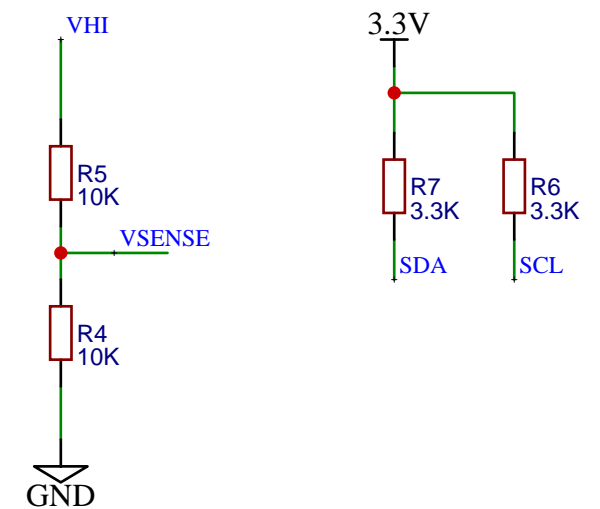 VHI
R5
10K
VSENSE
R4
10K
GND
3.3V
R7
3.3K
R6
3.3K
SDA
SCL